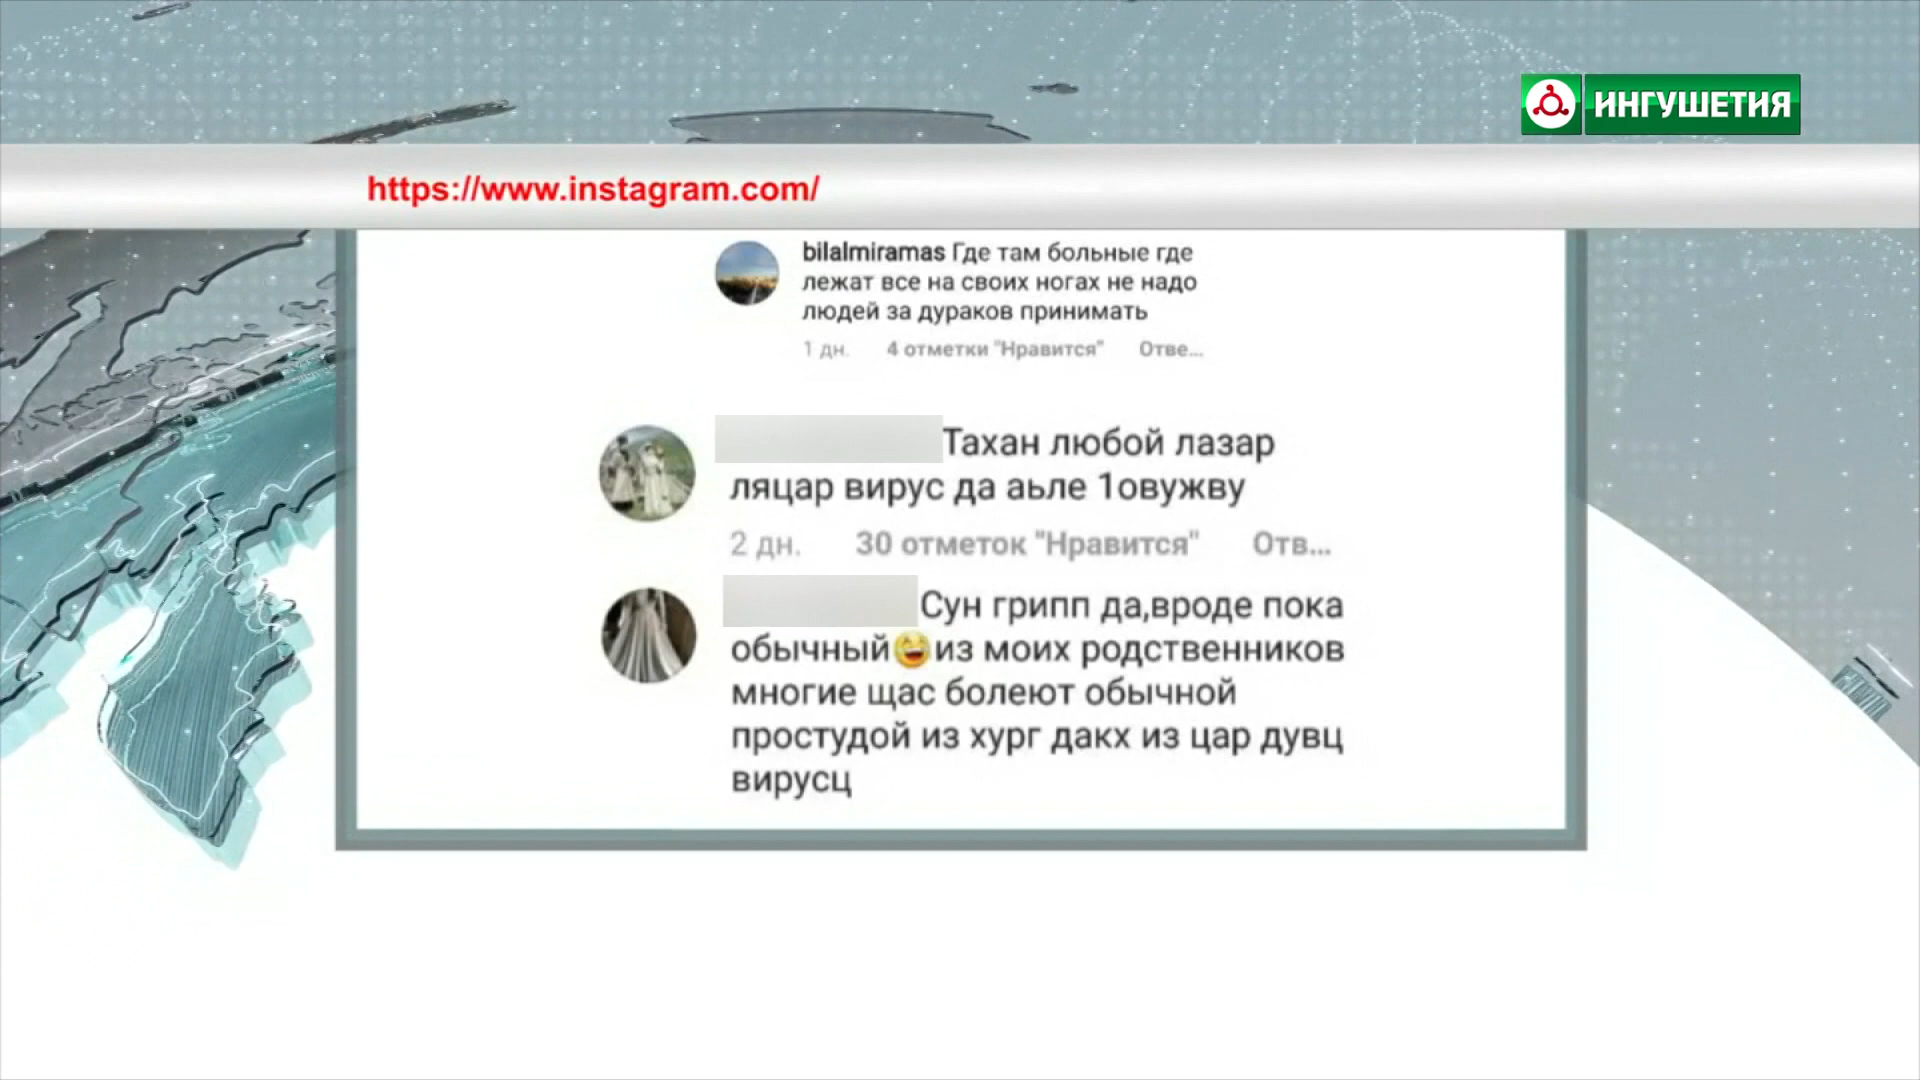 ИНГУШЕТИЯ
https://www.instagram.com/
bilalmiramas Где там больные где
лежат все на своих ногах не надо
людей за дураков принимать
1 дн. 4 отметки "Нравится" Отве...
Тахан любой лазар
ляцар вирус да аьле 1овужву
2 дн. 30 отметок "Нравится" Отв...
Сун грипп да,вроде пока
обычный😆из моих родственников
многие щас болеют обычной
простудой из хург дакх из цар дувц
вирусц